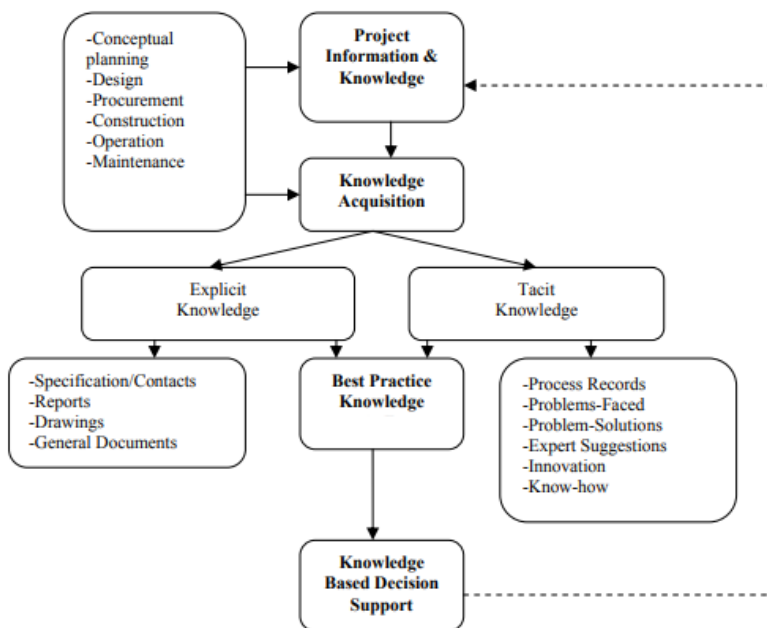 -Conceptual
planning
-Design
-Procurement
-Construction
-Operation
-Maintenance
Project
Information &
Knowledge
Knowledge
Acquisition
Explicit
Knowledge
Tacit
Knowledge
-Specification/Contacts
-Reports
-Drawings
-General Documents
Best Practice
Knowledge
-Process Records
-Problems-Faced
-Problem-Solutions
-Expert Suggestions
-Innovation
-Know-how
Knowledge
Based Decision
Support